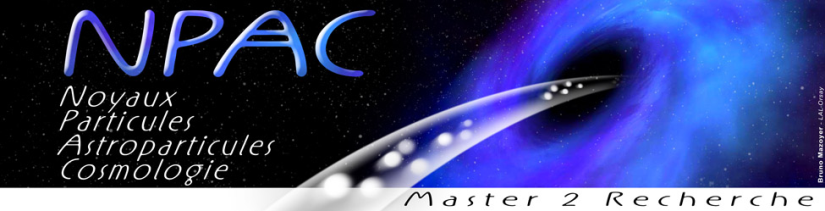 NPAC
Noyaux
Particules
Astroparticules
Cosmologie
Master 2 Recherche
Bruno Mazoyer - LAL-Orsay